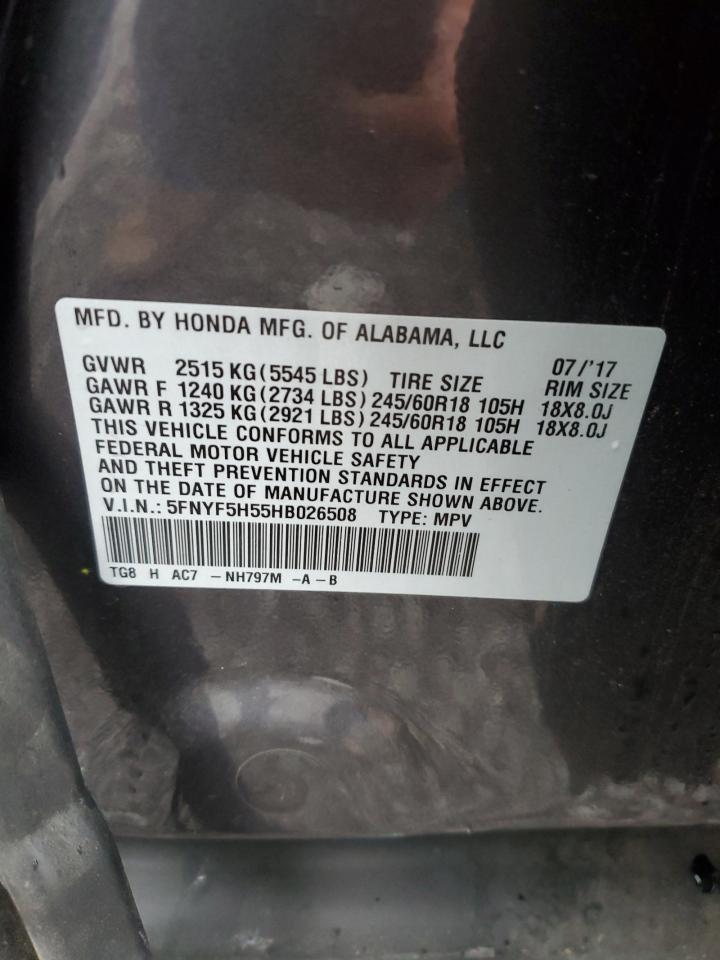 MFD. BY HONDA MFG. OF ALABAMA, LLC
07/'17
GVWR 2515 KG (5545 LBS) TIRE SIZE RIM SIZE
GAWR F 1240 KG (2734 LBS) 245/60R18 105H 18X8.0J
GAWR R 1325 KG (2921 LBS) 245/60R18 105H 18X8.0J
THIS VEHICLE CONFORMS TO ALL APPLICABLE
FEDERAL MOTOR VEHICLE SAFETY
AND THEFT PREVENTION STANDARDS IN EFFECT
ON THE DATE OF MANUFACTURE SHOWN ABOVE.
V.I.N.: 5FNYF5H55HB026508 TYPE: MPV
TG8 H AC7 -NH797M -A-B